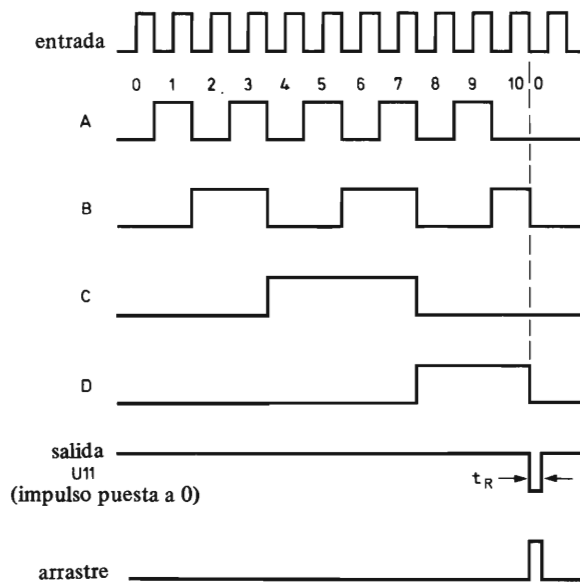 entrada
0 1 2 3 4 5 6 7 8 9 10 0
A
B
C
D
salida
U11
(impulso puesta a 0)
tR
arrastre